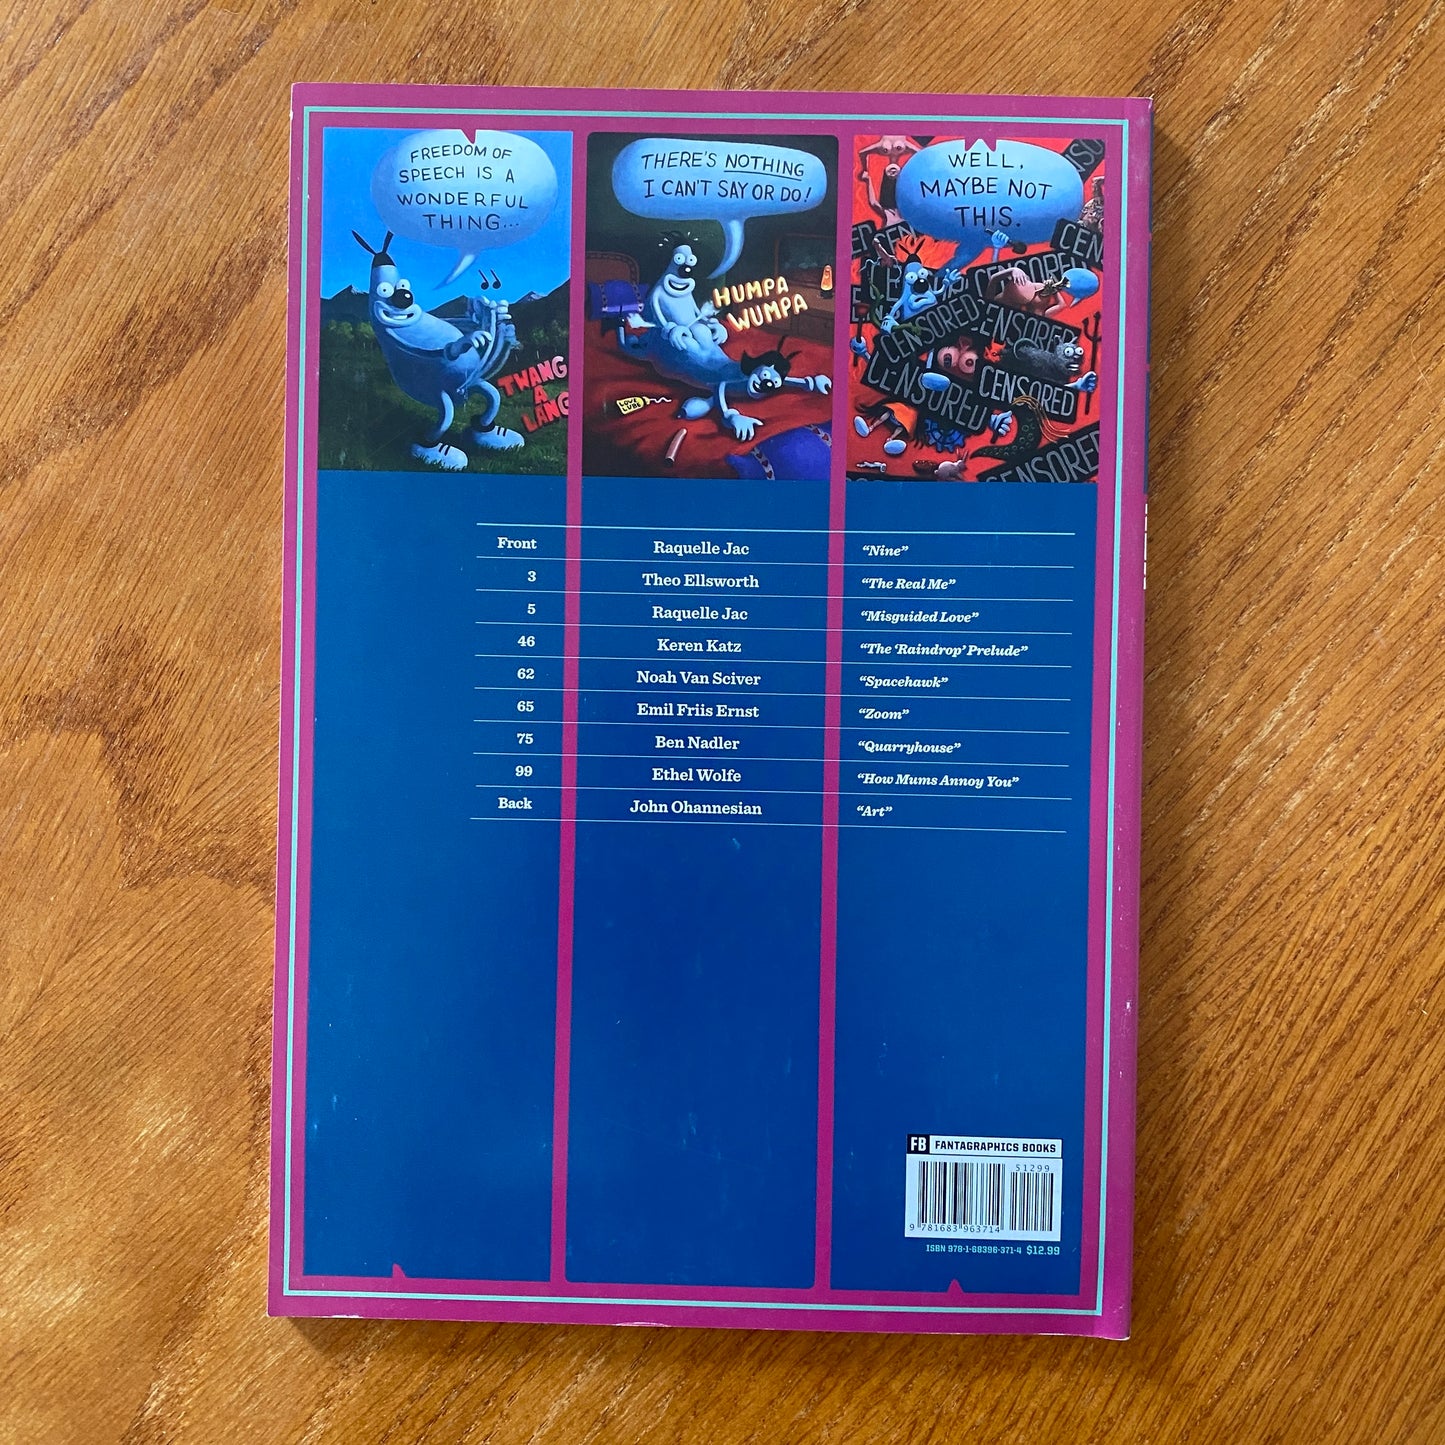 FREEDOM OF
SPEECH IS A
WONDERFUL
THING...
TWANG
A
LANG
THERE'S NOTHING
I CAN'T SAY OR DO!
HUMPA
WUMPA
LOVE
LUBE
WELL,
MAYBE NOT
THIS.
CENSORED
CENSORED
CENSORED
CENSORED
Front Raquelle Jac “Nine”
3 Theo Ellsworth “The Real Me”
5 Raquelle Jac “Misguided Love”
46 Keren Katz “The ‘Raindrop’ Prelude”
62 Noah Van Sciver “Spacehawk”
65 Emil Friis Ernst “Zoom”
75 Ben Nadler “Quarryhouse”
99 Ethel Wolfe “How Mums Annoy You”
Back John Ohannesian “Art”
FB FANTAGRAPHICS BOOKS
51299
9 781683 963714
ISBN 978-1-68396-371-4 $12.99